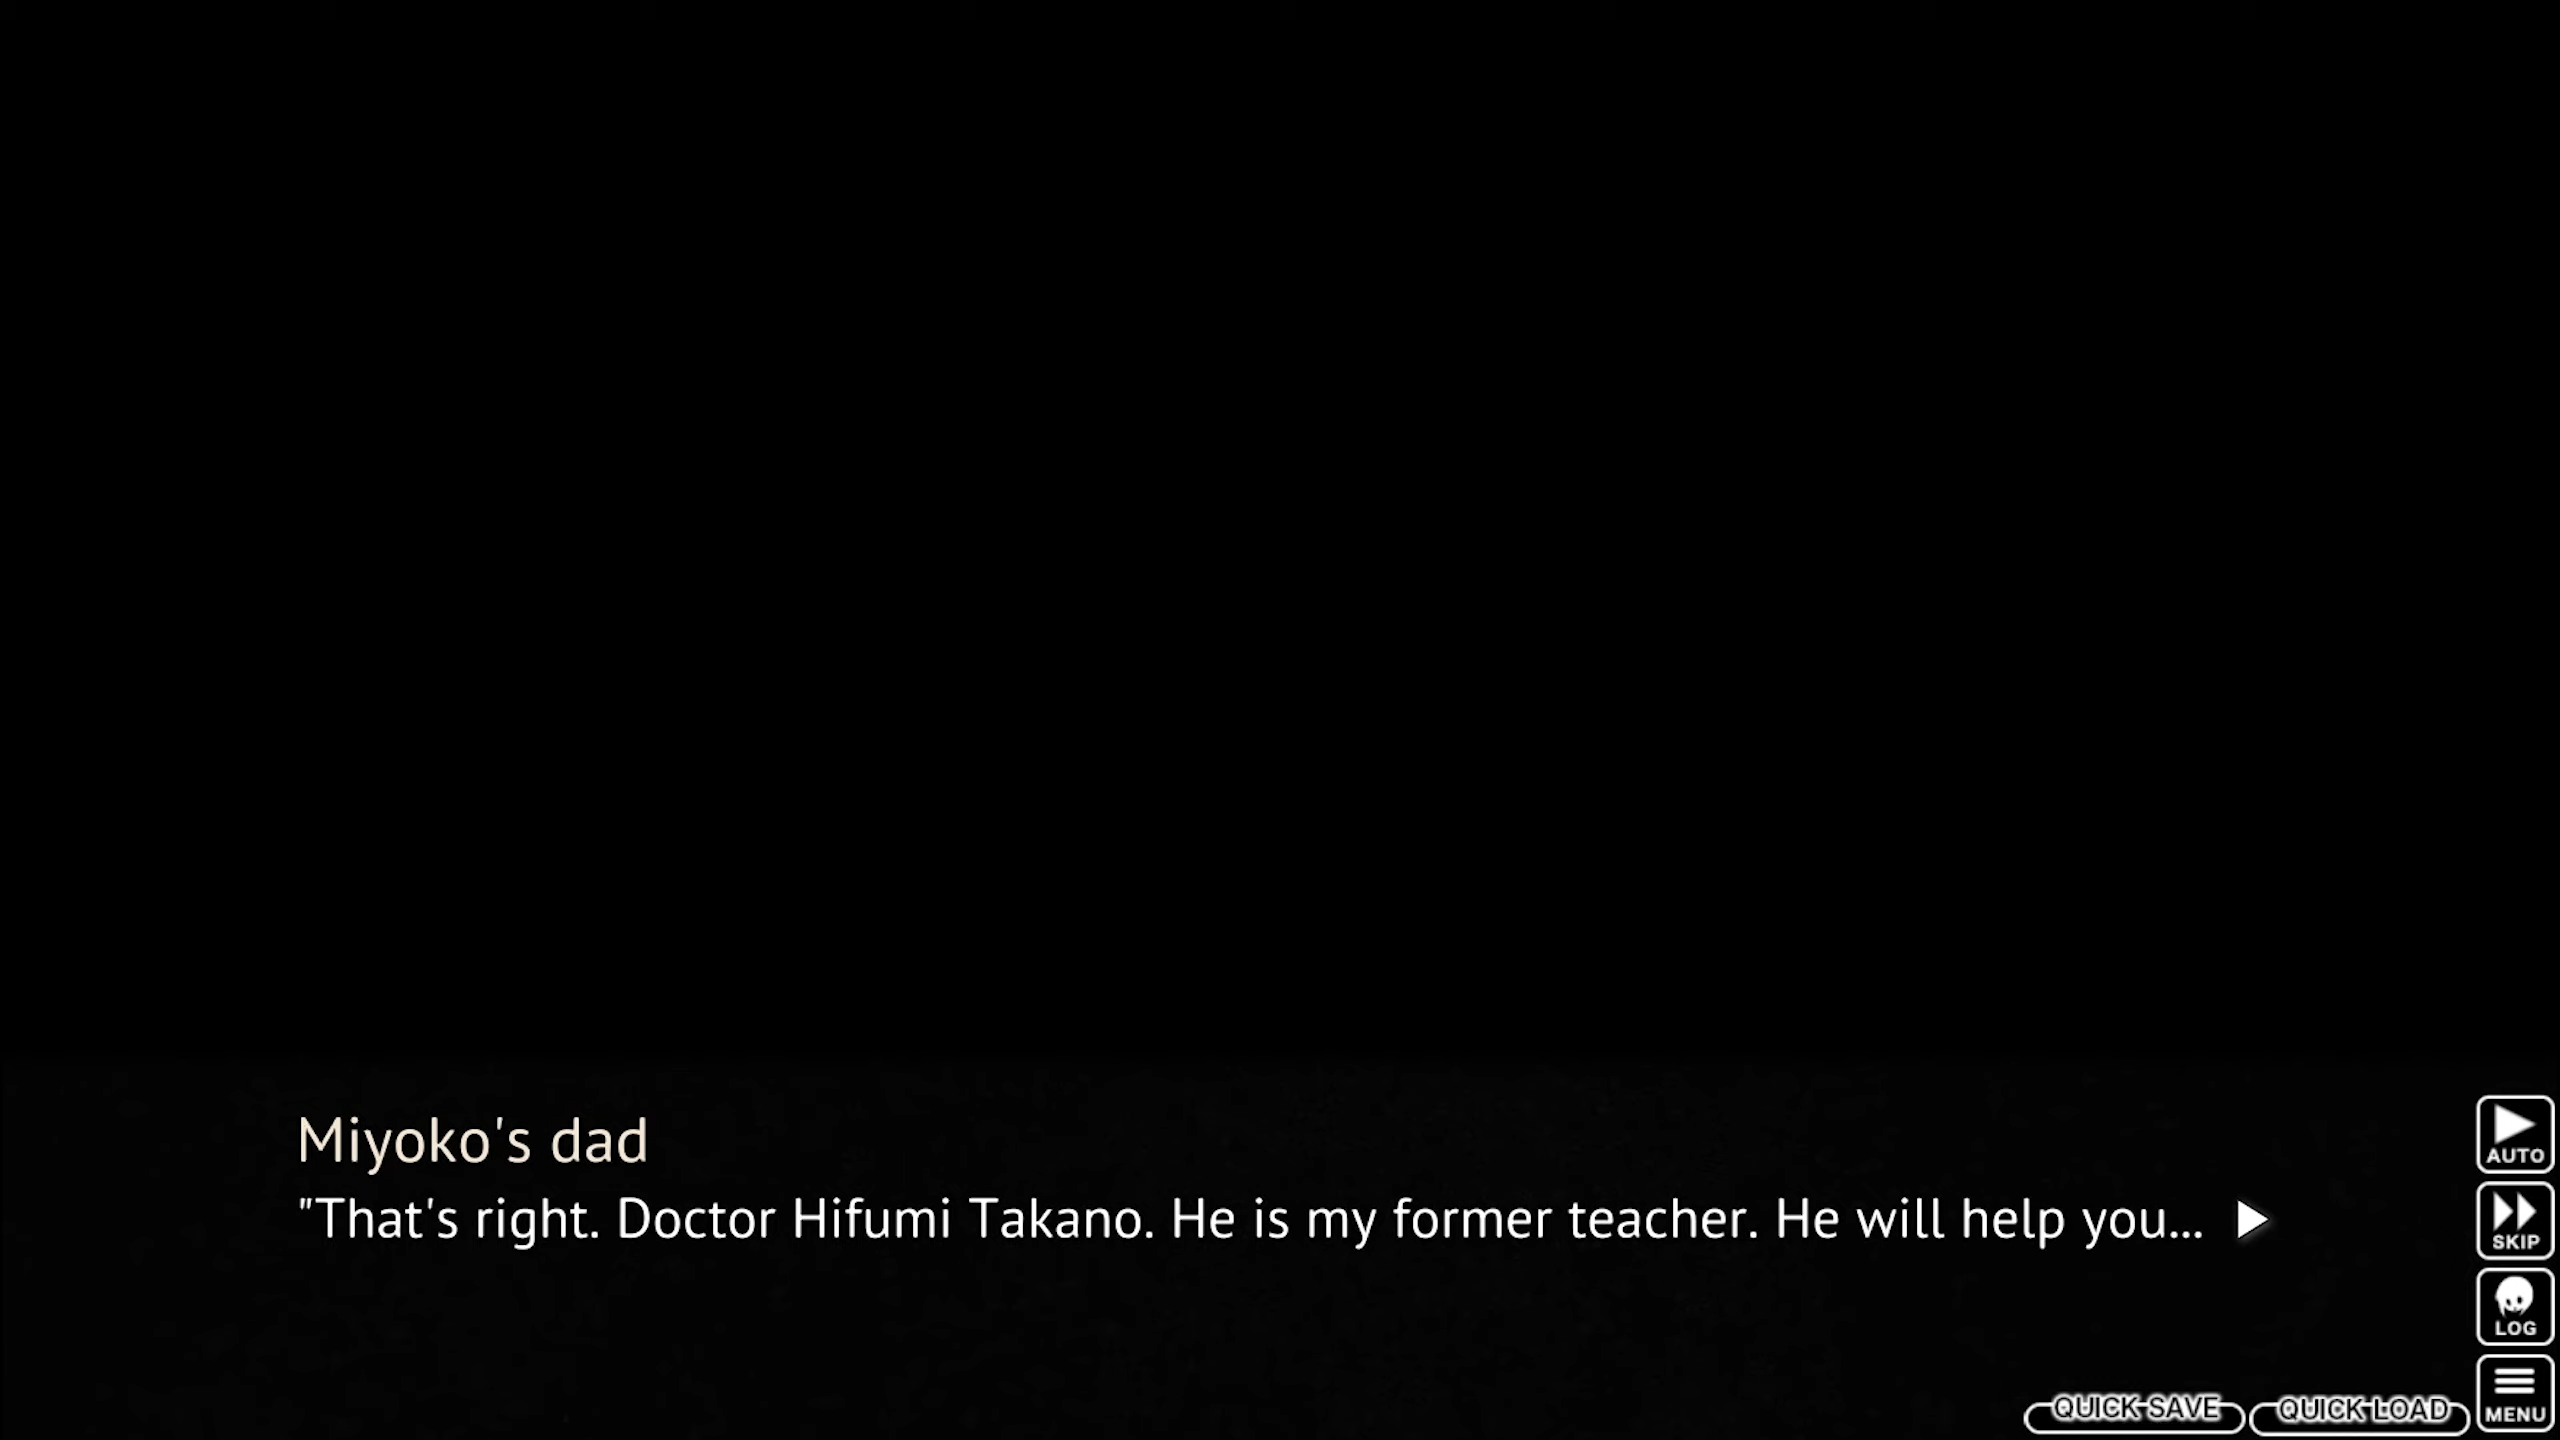 Miyoko's dad
"That's right. Doctor Hifumi Takano. He is my former teacher. He will help you...
AUTO
SKIP
LOG
MENU
QUICK SAVE
QUICK LOAD